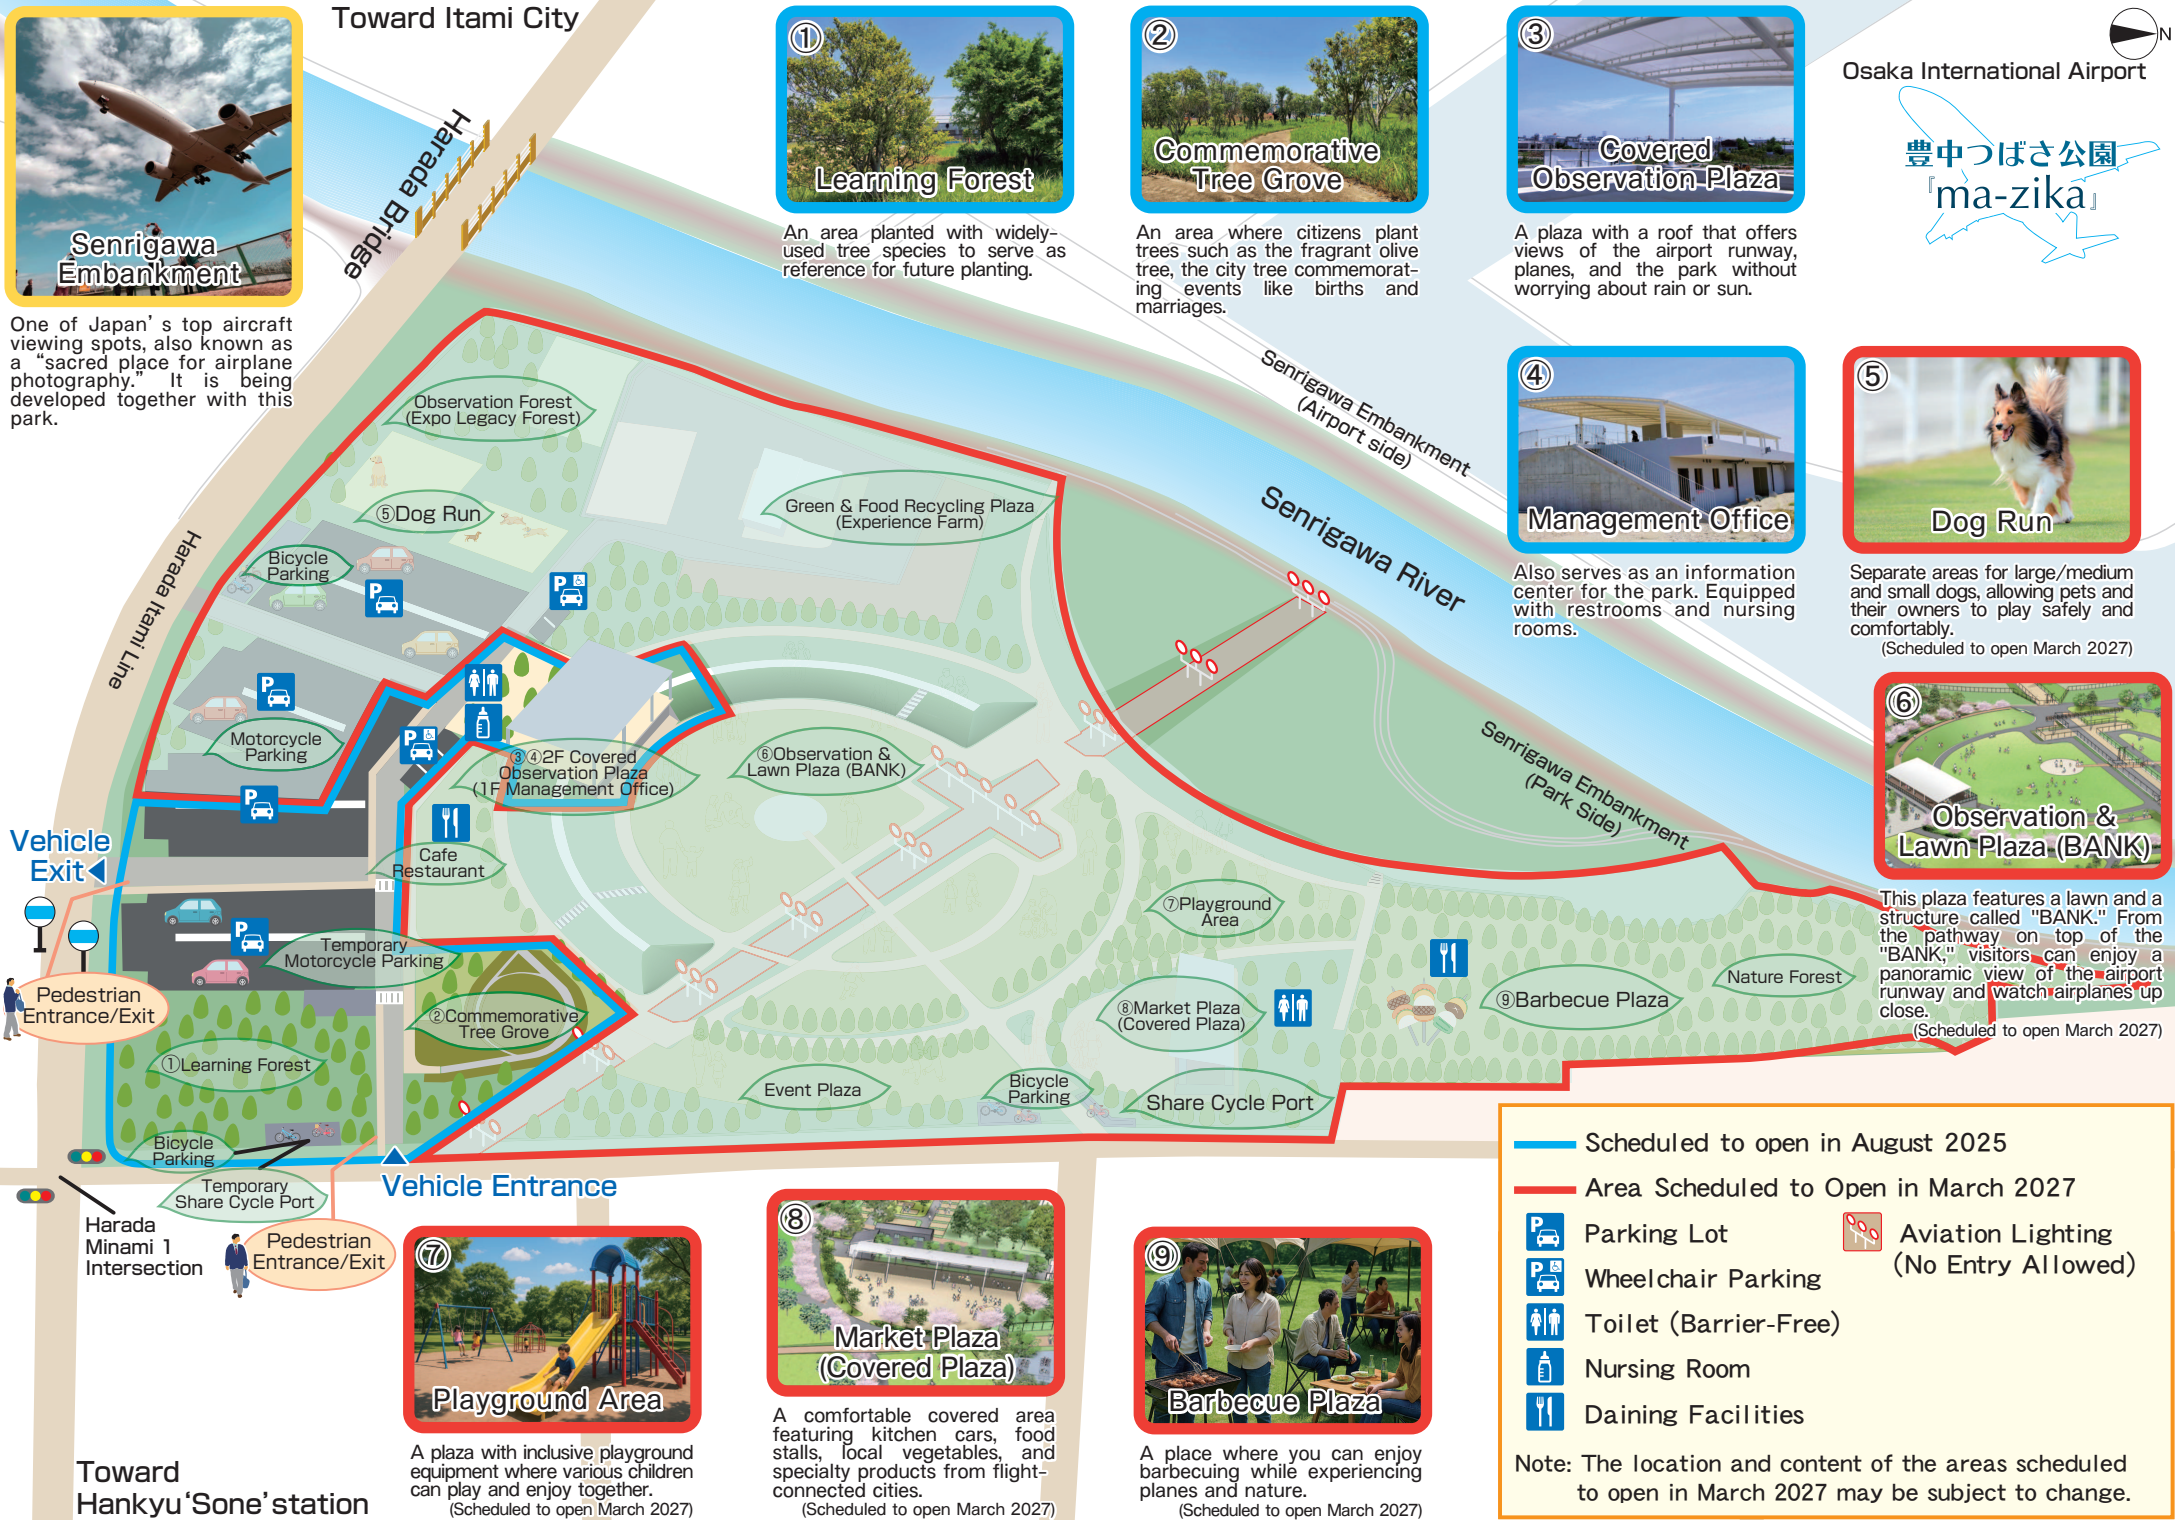 Toward Itami City
Senrigawa
Embankment
One of Japan’s top aircraft
viewing spots, also known as
a “sacred place for airplane
photography.” It is being
developed together with this
park.
①
Learning Forest
An area planted with widely-
used tree species to serve as
reference for future planting.
②
Commemorative
Tree Grove
An area where citizens plant
trees such as the fragrant olive
tree, the city tree commemorat-
ing events like births and
marriages.
③
Covered
Observation Plaza
A plaza with a roof that offers
views of the airport runway,
planes, and the park without
worrying about rain or sun.
N
Osaka International Airport
豊中つばさ公園
『ma-zika』
④
Management Office
Also serves as an information
center for the park. Equipped
with restrooms and nursing
rooms.
⑤
Dog Run
Separate areas for large/medium
and small dogs, allowing pets and
their owners to play safely and
comfortably.
(Scheduled to open March 2027)
⑥
Observation &
Lawn Plaza (BANK)
This plaza features a lawn and a
structure called "BANK." From
the pathway on top of the
"BANK," visitors can enjoy a
panoramic view of the airport
runway and watch airplanes up
close.
(Scheduled to open March 2027)
Harada Bridge
Harada Itami Line
Senrigawa Embankment
(Airport side)
Senrigawa River
Senrigawa Embankment
(Park Side)
Observation Forest
(Expo Legacy Forest)
⑤Dog Run
Green & Food Recycling Plaza
(Experience Farm)
Bicycle
Parking
P
P
P
Motorcycle
Parking
P
P
③④2F Covered
Observation Plaza
(1F Management Office)
⑥Observation &
Lawn Plaza (BANK)
Cafe
Restaurant
Vehicle
Exit
P
Temporary
Motorcycle Parking
⑦Playground
Area
Pedestrian
Entrance/Exit
②Commemorative
Tree Grove
⑧Market Plaza
(Covered Plaza)
⑨Barbecue Plaza
Nature Forest
①Learning Forest
Event Plaza
Bicycle
Parking
Share Cycle Port
Bicycle
Parking
Temporary
Share Cycle Port
Vehicle Entrance
Harada
Minami 1
Intersection
Pedestrian
Entrance/Exit
Toward
Hankyu‘Sone’station
⑦
Playground Area
A plaza with inclusive playground
equipment where various children
can play and enjoy together.
(Scheduled to open March 2027)
⑧
Market Plaza
(Covered Plaza)
A comfortable covered area
featuring kitchen cars, food
stalls, local vegetables, and
specialty products from flight-
connected cities.
(Scheduled to open March 2027)
⑨
Barbecue Plaza
A place where you can enjoy
barbecuing while experiencing
planes and nature.
(Scheduled to open March 2027)
Scheduled to open in August 2025
Area Scheduled to Open in March 2027
P Parking Lot
P Wheelchair Parking
Toilet (Barrier-Free)
Nursing Room
Daining Facilities
Aviation Lighting
(No Entry Allowed)
Note: The location and content of the areas scheduled
to open in March 2027 may be subject to change.